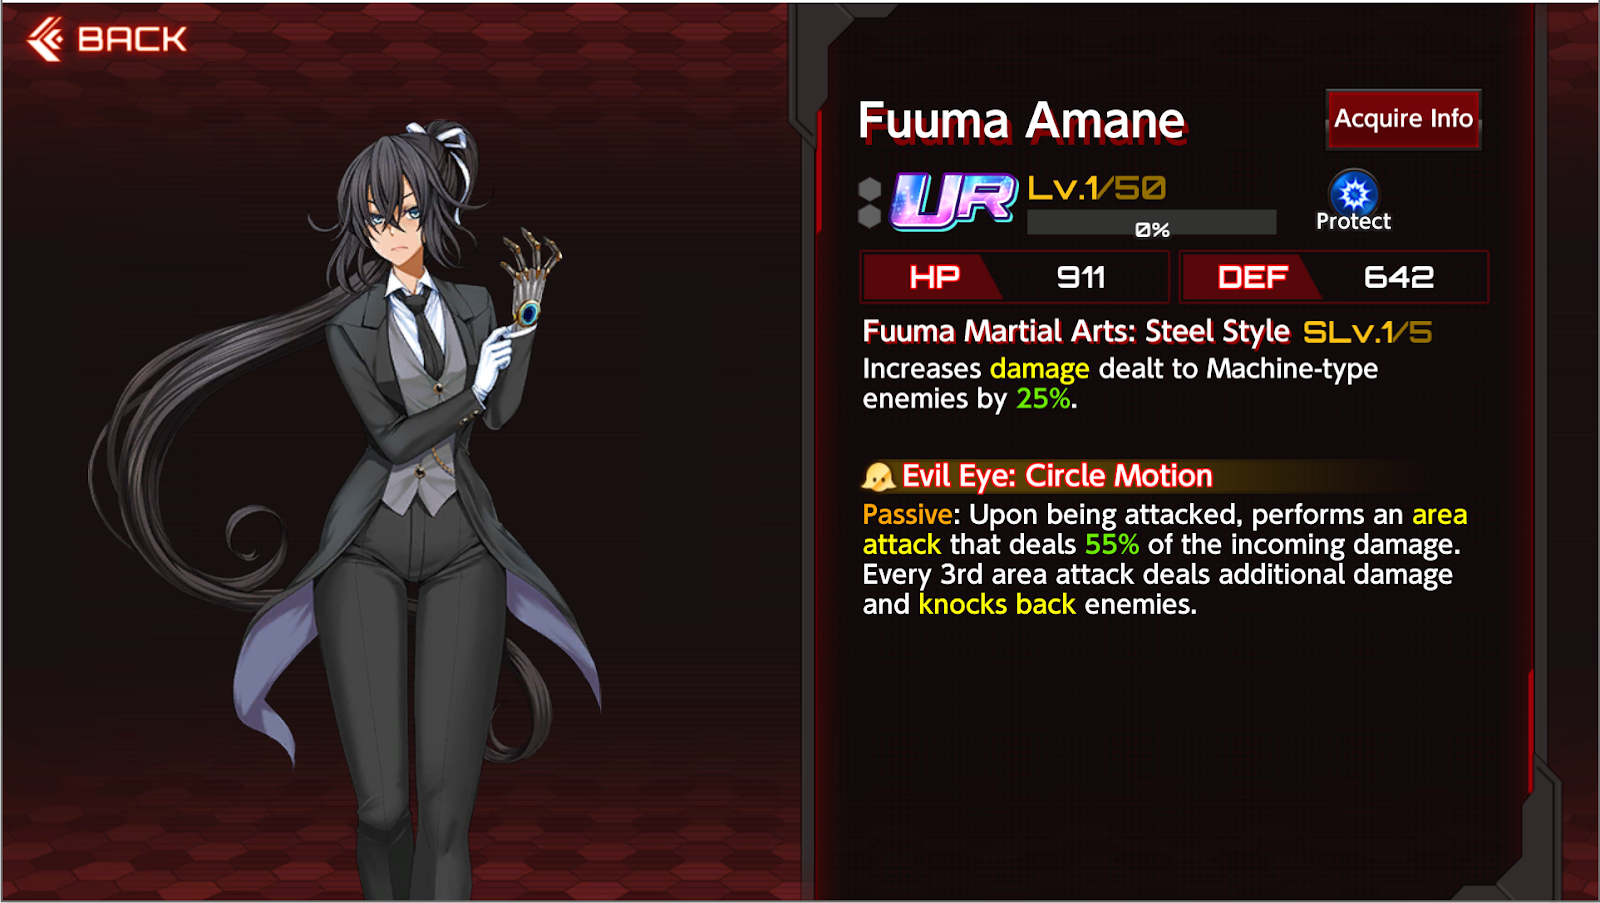 BACK
Fuuma Amane
Acquire Info
UR Lv.1/50
0%
Protect
HP 911 DEF 642
Fuuma Martial Arts: Steel Style SLv.1/5
Increases damage dealt to Machine-type
enemies by 25%.
Evil Eye: Circle Motion
Passive: Upon being attacked, performs an area
attack that deals 55% of the incoming damage.
Every 3rd area attack deals additional damage
and knocks back enemies.